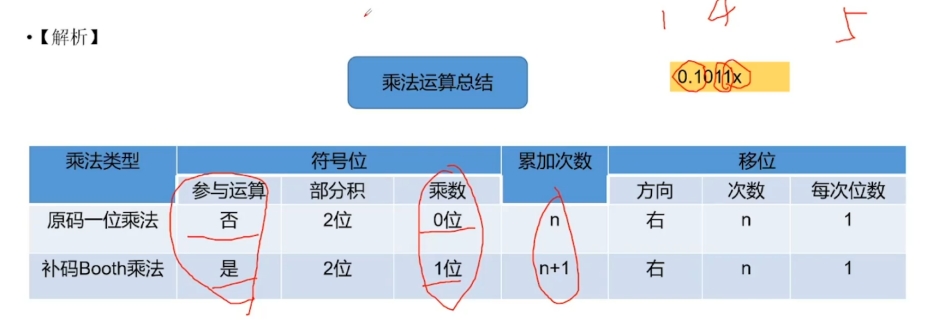 1 4 5
•【解析】
乘法运算总结
0.1011x
乘法类型 符号位 累加次数 移位
参与运算 部分积 乘数 方向 次数 每次位数
原码一位乘法 否 2位 0位 n 右 n 1
补码Booth乘法 是 2位 1位 n+1 右 n 1